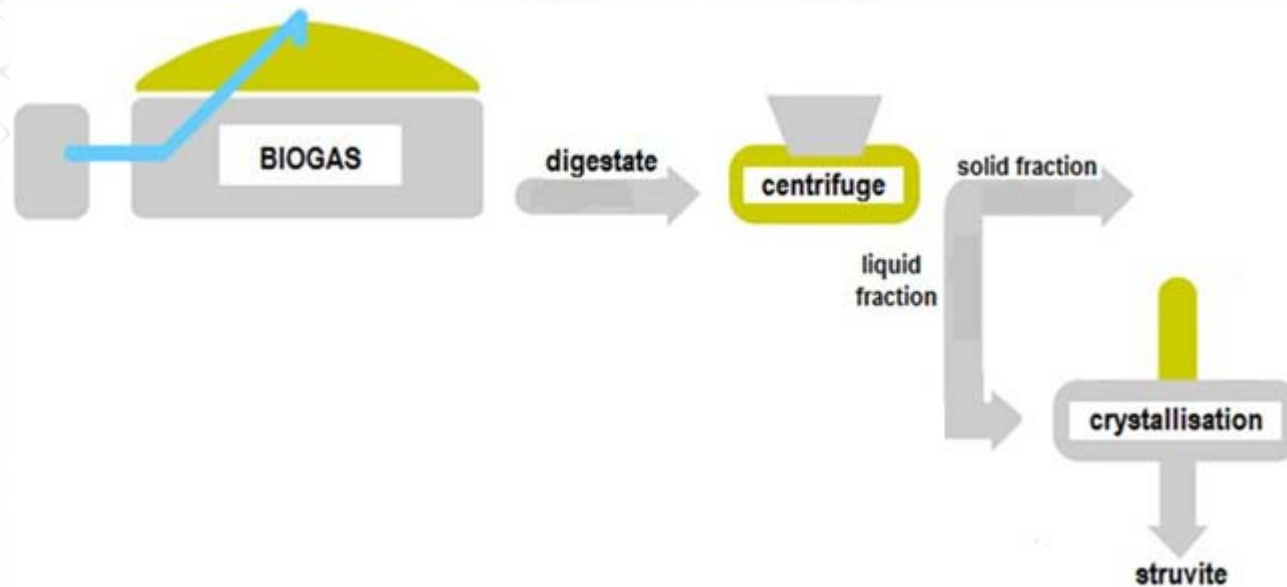 BIOGAS
digestate
centrifuge
solid fraction
liquid
fraction
crystallisation
struvite